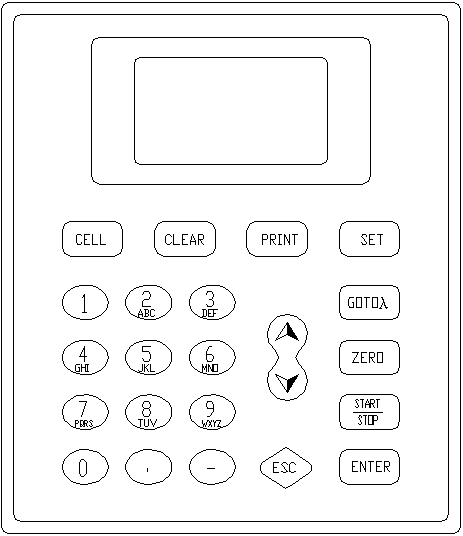 CELL CLEAR PRINT SET
1 2 3 GOTOλ
ABC DEF
4 5 6 ZERO
GHI JKL MNO
7 8 9 START
PQRS TUV WXYZ STOP
0 . - ESC ENTER